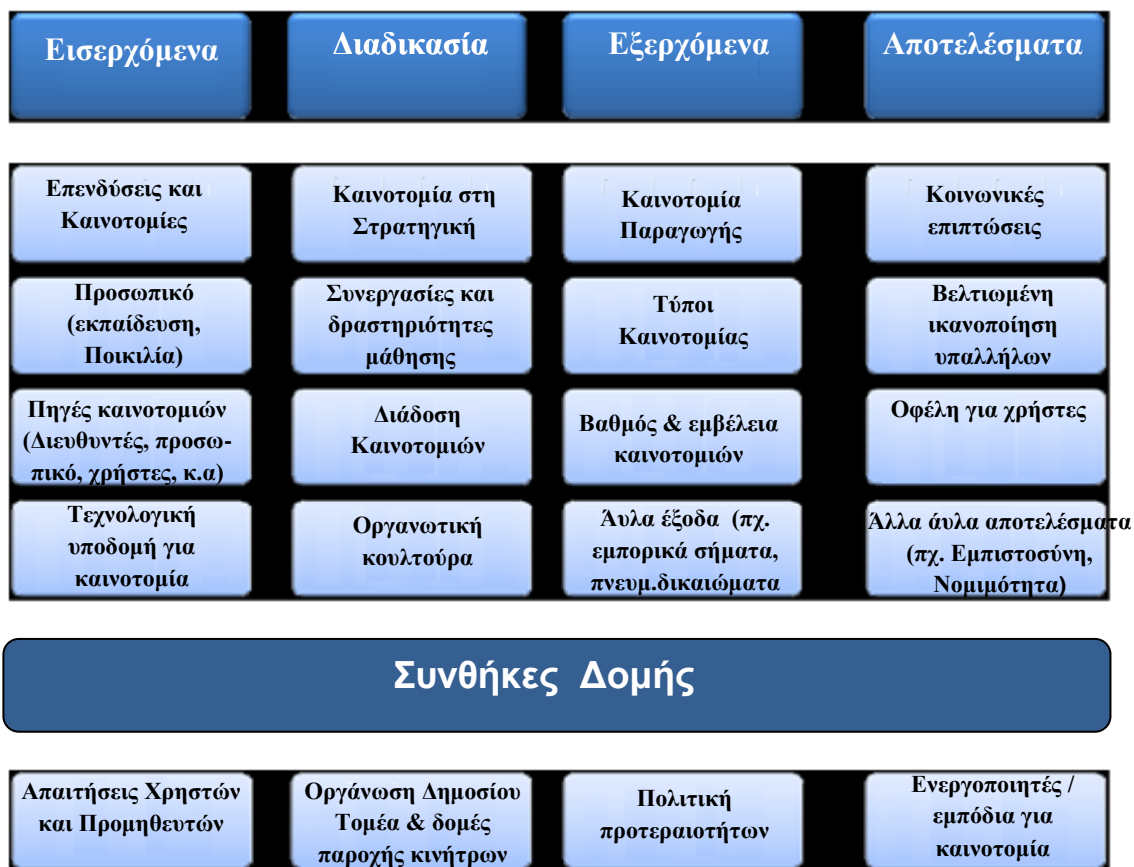 Εισερχόμενα
Διαδικασία
Εξερχόμενα
Αποτελέσματα
Επενδύσεις και
Καινοτομίες
Καινοτομία στη
Στρατηγική
Καινοτομία
Παραγωγής
Κοινωνικές
επιπτώσεις
Προσωπικό
(εκπαίδευση,
Ποικιλία)
Συνεργασίες και
δραστηριότητες
μάθησης
Τύποι
Καινοτομίας
Βελτιωμένη
ικανοποίηση
υπαλλήλων
Πηγές καινοτομιών
(Διευθυντές, προσω-
πικό, χρήστες, κ.α)
Διάδοση
Καινοτομιών
Βαθμός & εμβέλεια
καινοτομιών
Οφέλη για χρήστες
Τεχνολογική
υποδομή για
καινοτομία
Οργανωτική
κουλτούρα
Άυλα έξοδα (πχ.
εμπορικά σήματα,
πνευμ.δικαιώματα
Άλλα άυλα αποτελέσματα
(πχ. Εμπιστοσύνη,
Νομιμότητα)
Συνθήκες Δομής
Απαιτήσεις Χρηστών
και Προμηθευτών
Οργάνωση Δημοσίου
Τομέα & δομές
παροχής κινήτρων
Πολιτική
προτεραιοτήτων
Ενεργοποιητές /
εμπόδια για
καινοτομία